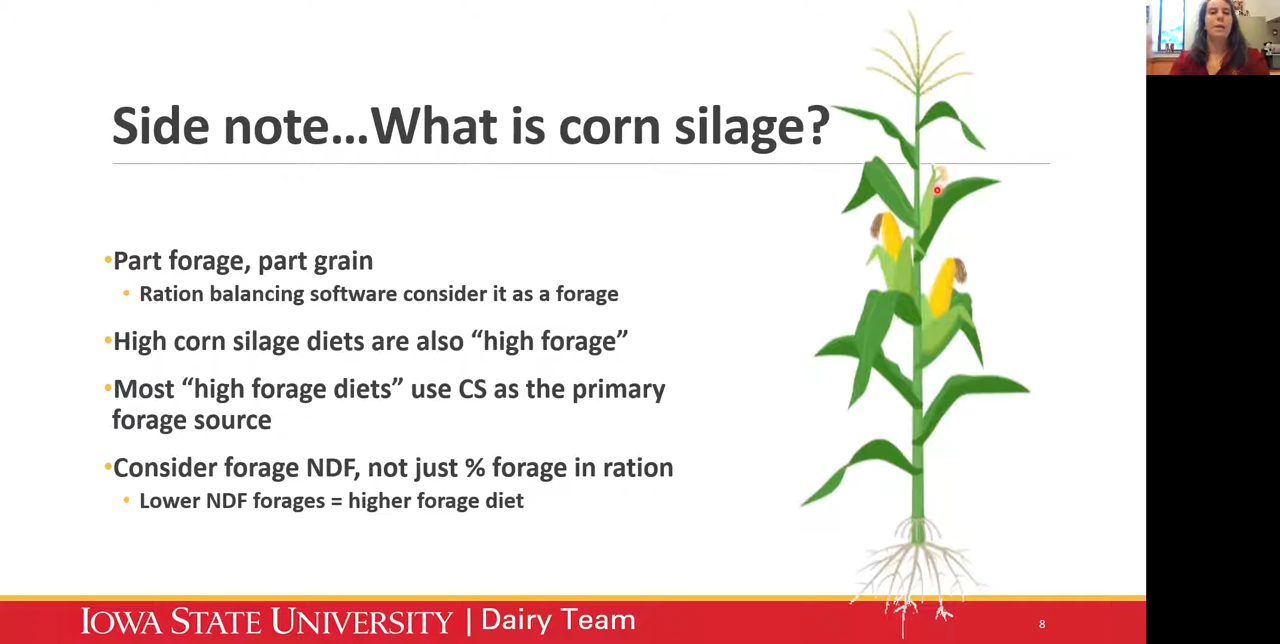 Side note...What is corn silage?
•Part forage, part grain
• Ration balancing software consider it as a forage
•High corn silage diets are also “high forage”
•Most “high forage diets” use CS as the primary
forage source
•Consider forage NDF, not just % forage in ration
• Lower NDF forages = higher forage diet
IOWA STATE UNIVERSITY | Dairy Team
8